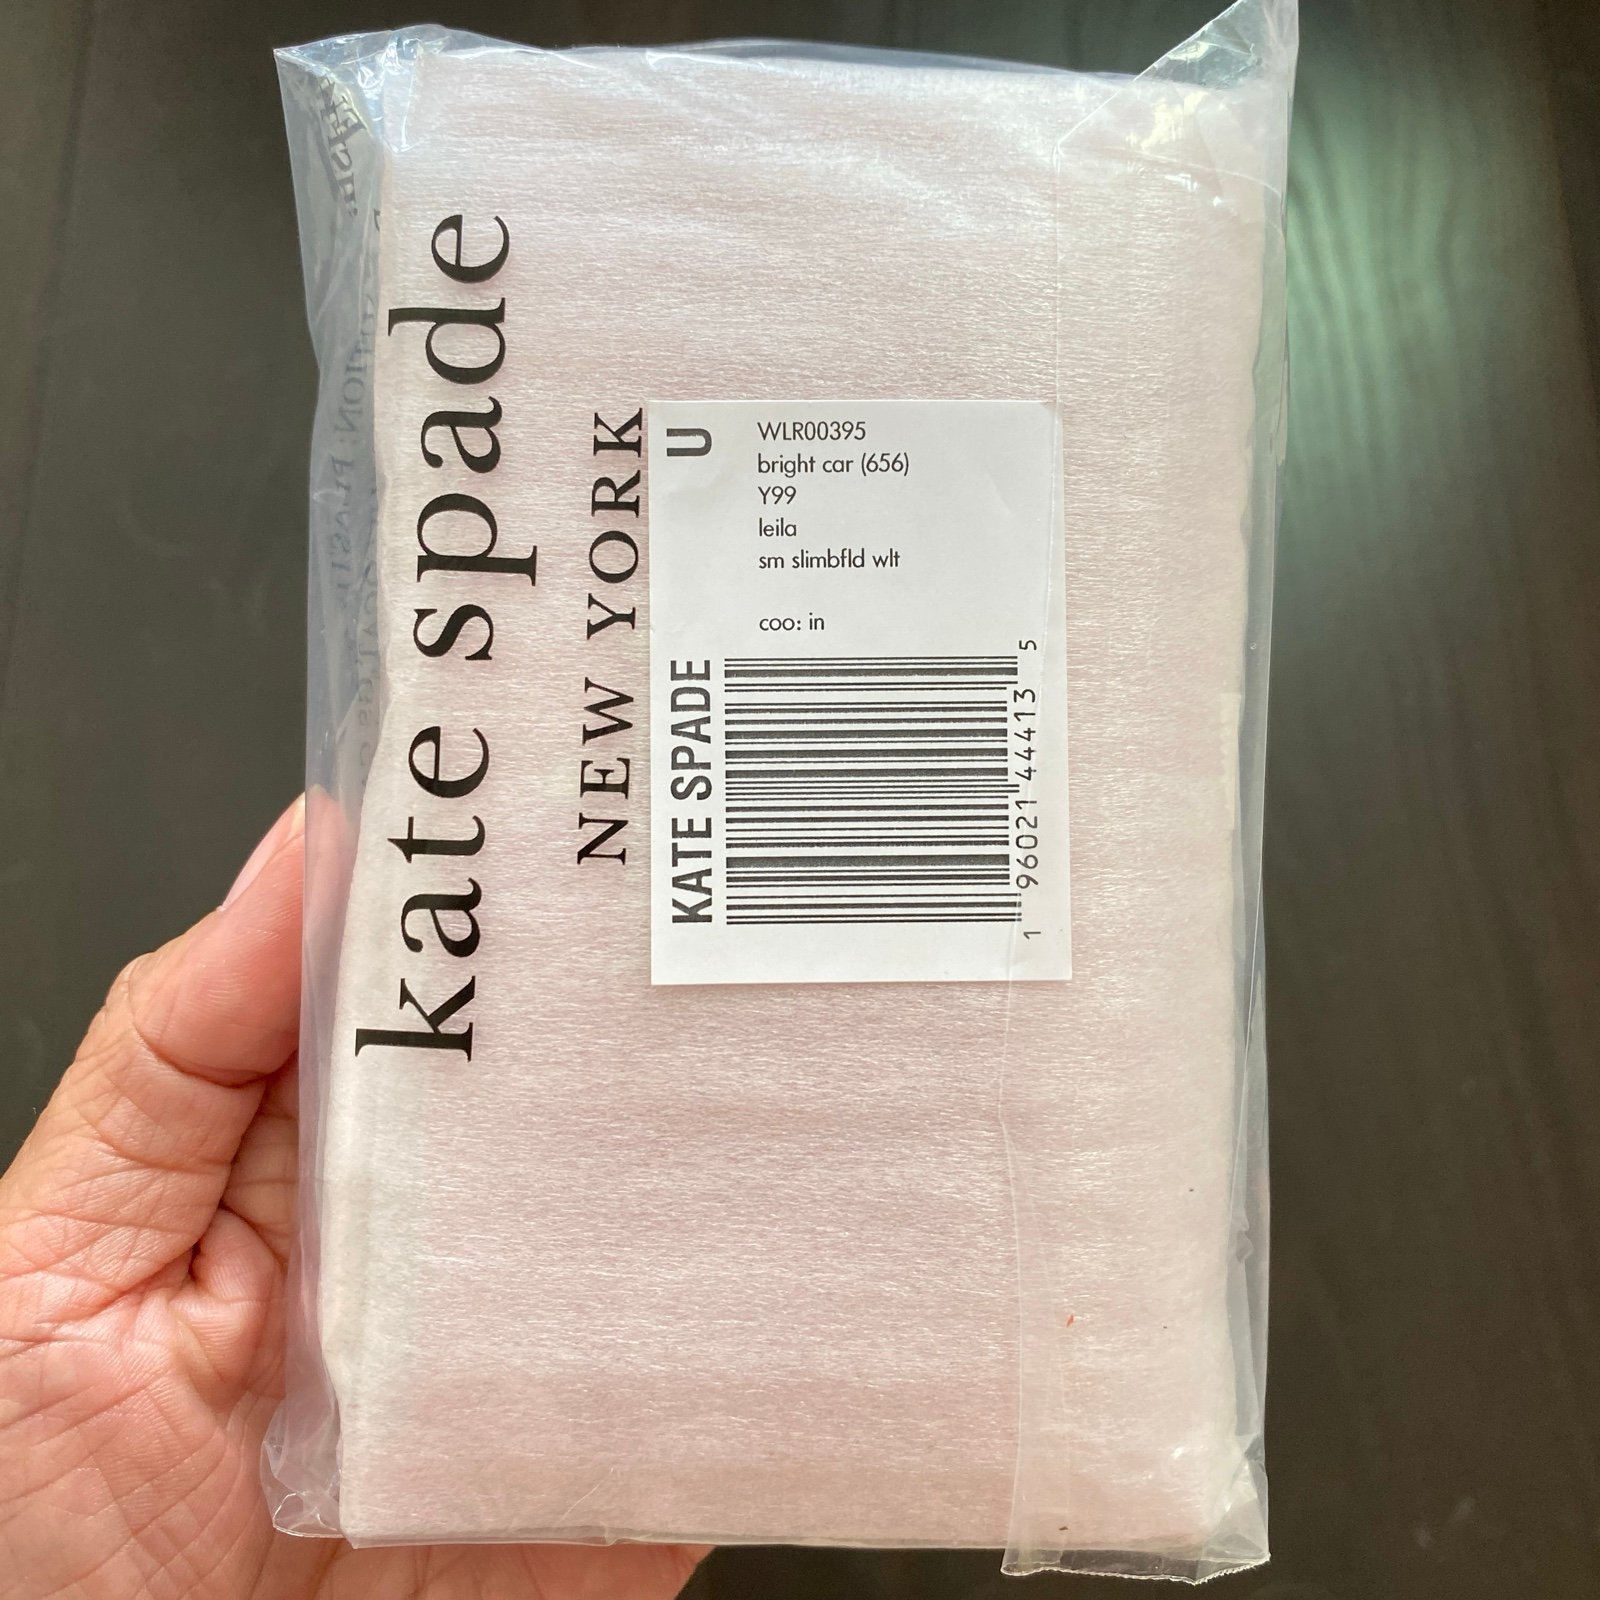 kate spade
NEW YORK
U
WLR00395
bright car (656)
Y99
leila
sm slimbfld wlt
coo: in
KATE SPADE
1 96021 44413 5